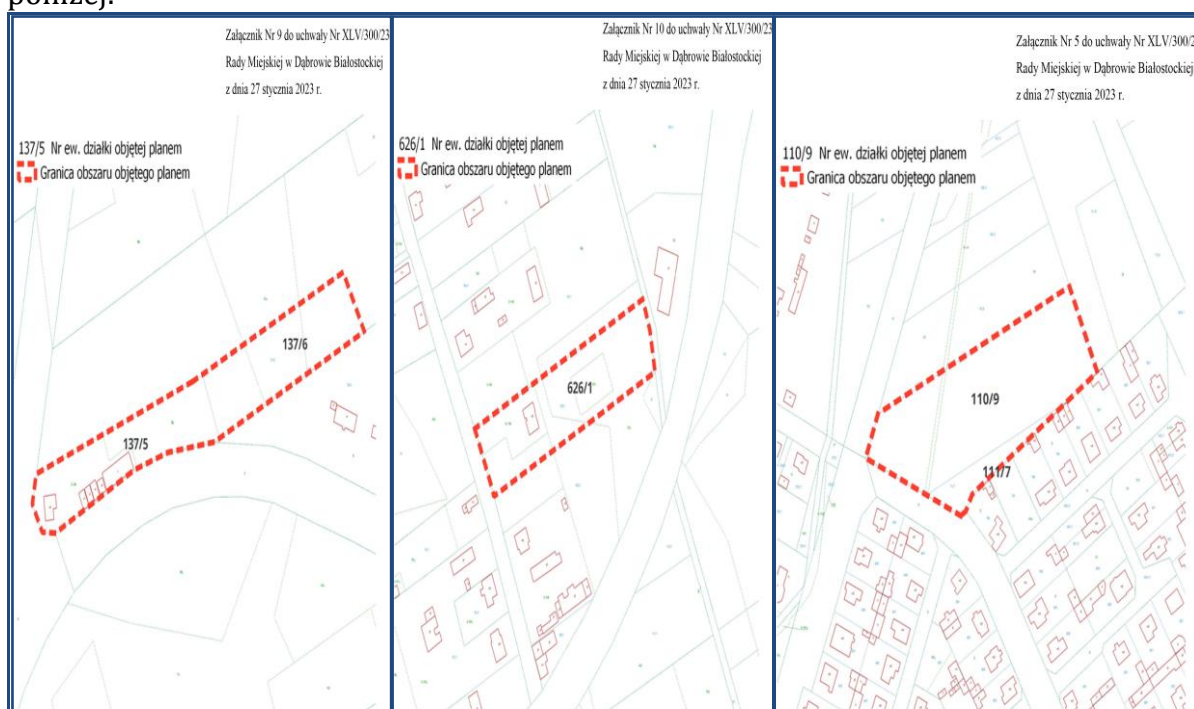 poniżej.
Załącznik Nr 9 do uchwały Nr XLV/300/23
Rady Miejskiej w Dąbrowie Białostockiej
z dnia 27 stycznia 2023 r.
137/5 Nr ew. działki objętej planem
Granica obszaru objętego planem
137/6
137/5
Załącznik Nr 10 do uchwały Nr XLV/300/23
Rady Miejskiej w Dąbrowie Białostockiej
z dnia 27 stycznia 2023 r.
626/1 Nr ew. działki objętej planem
Granica obszaru objętego planem
626/1
Załącznik Nr 5 do uchwały Nr XLV/300/2
Rady Miejskiej w Dąbrowie Białostockiej
z dnia 27 stycznia 2023 r.
110/9 Nr ew. działki objętej planem
Granica obszaru objętego planem
110/9
111/7